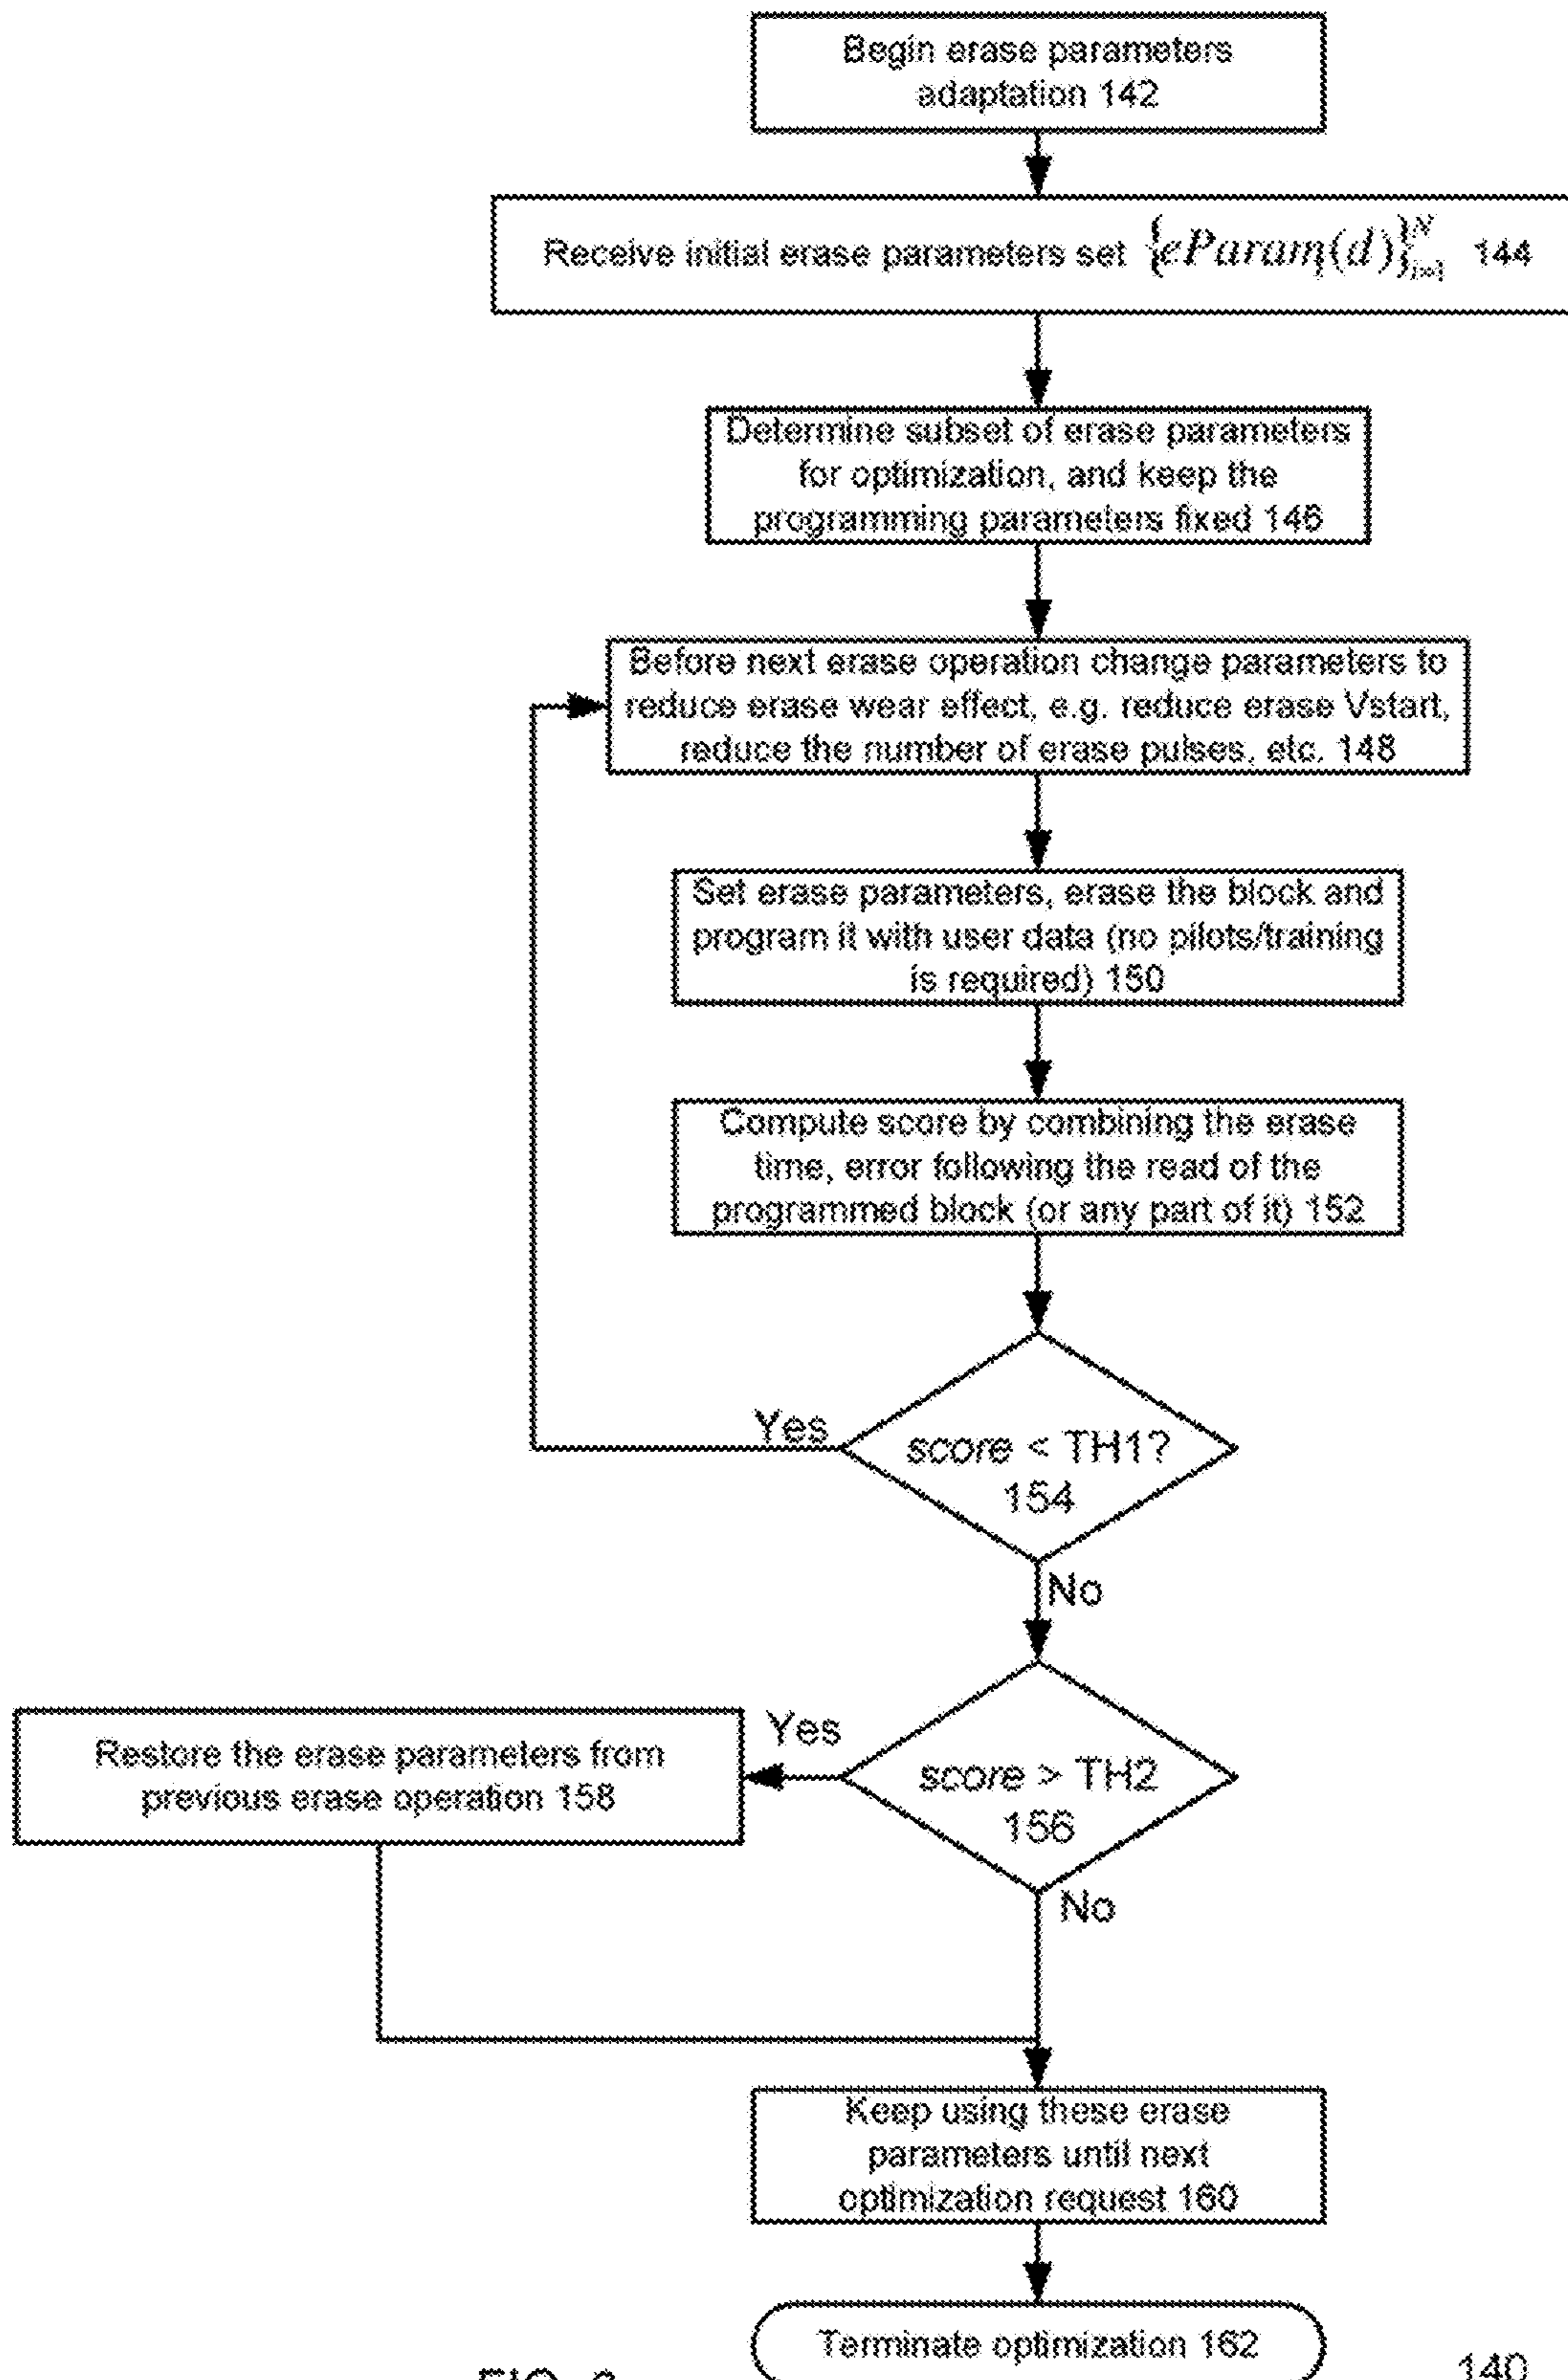 Begin erase parameters
adaptation 142
Receive initial erase parameters set {eParam_i(d)}_{i=1}^N 144
Determine subset of erase parameters
for optimization, and keep the
programming parameters fixed 146
Before next erase operation change parameters to
reduce erase wear effect, e.g. reduce erase Vstart,
reduce the number of erase pulses, etc. 148
Set erase parameters, erase the block and
program it with user data (no pilots/training
is required) 150
Compute score by combining the erase
time, error following the read of the
programmed block (or any part of it) 152
Yes
score < TH1?
154
No
Yes
score > TH2
156
Restore the erase parameters from
previous erase operation 158
No
Keep using these erase
parameters until next
optimization request 160
Terminate optimization 162
140